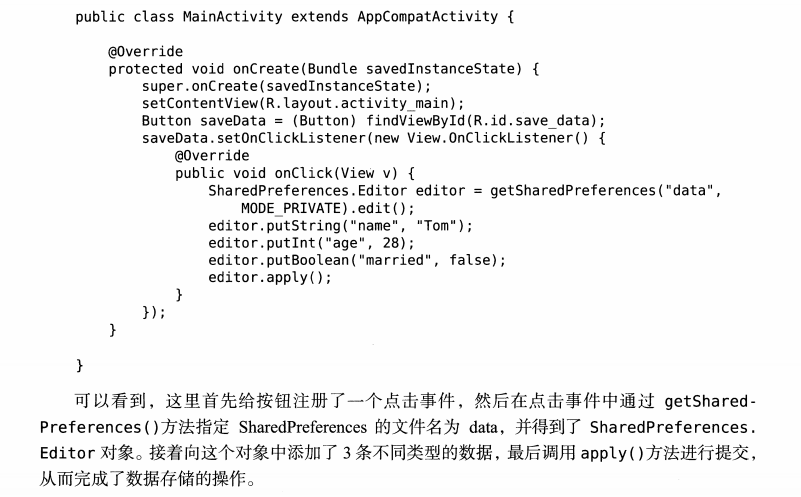 public class MainActivity extends AppCompatActivity {

    @Override
    protected void onCreate(Bundle savedInstanceState) {
        super.onCreate(savedInstanceState);
        setContentView(R.layout.activity_main);
        Button saveData = (Button) findViewById(R.id.save_data);
        saveData.setOnClickListener(new View.OnClickListener() {
            @Override
            public void onClick(View v) {
                SharedPreferences.Editor editor = getSharedPreferences("data",
                    MODE_PRIVATE).edit();
                editor.putString("name", "Tom");
                editor.putInt("age", 28);
                editor.putBoolean("married", false);
                editor.apply();
            }
        });
    }

}
可以看到，这里首先给按钮注册了一个点击事件，然后在点击事件中通过 getShared-
Preferences()方法指定 SharedPreferences 的文件名为 data，并得到了 SharedPreferences.
Editor 对象。接着向这个对象中添加了 3 条不同类型的数据，最后调用 apply()方法进行提交，
从而完成了数据存储的操作。